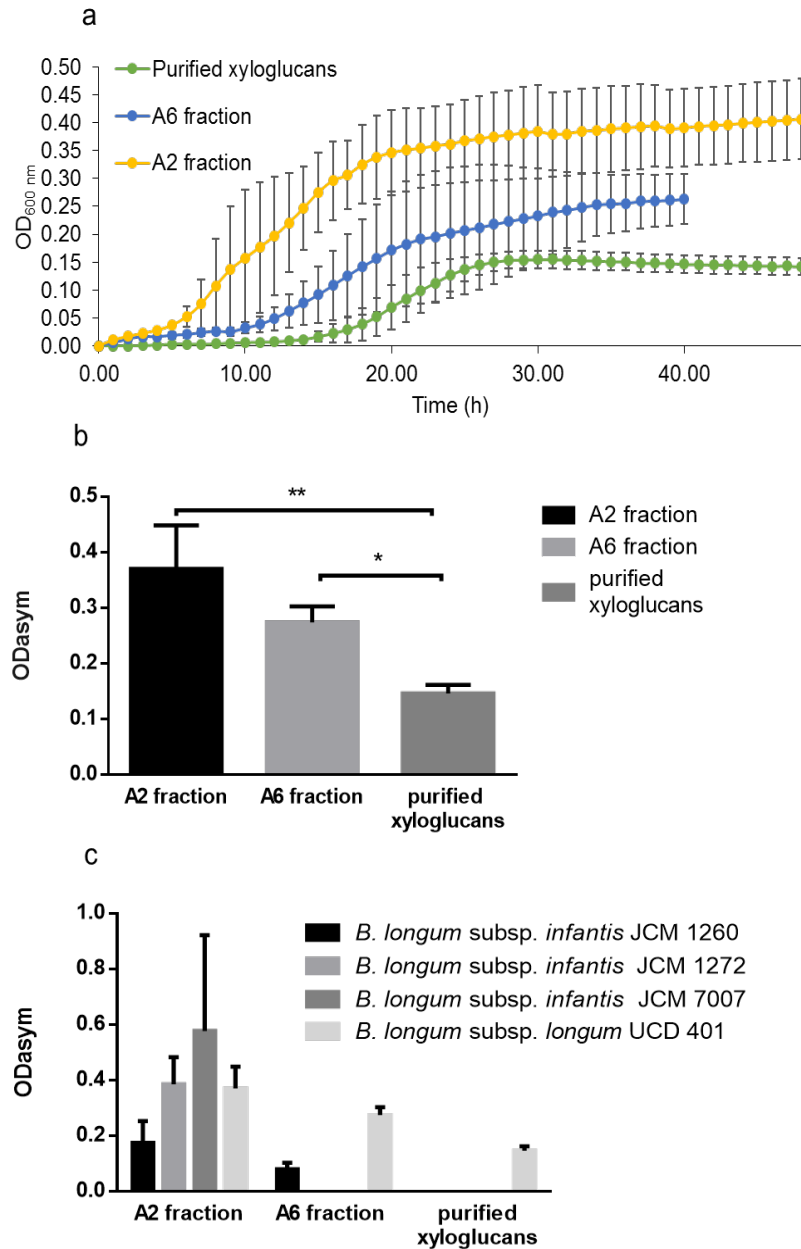 a
0.50
0.45
0.40
0.35
0.30
0.25
0.20
0.15
0.10
0.05
0.00
OD600 nm
Purified xyloglucans
A6 fraction
A2 fraction
0.00 10.00 20.00 30.00 40.00
Time (h)
b
0.5
0.4
0.3
0.2
0.1
0.0
ODasym
**
*
A2 fraction
A6 fraction
purified
xyloglucans
A2 fraction A6 fraction purified
xyloglucans
c
1.0
0.8
0.6
0.4
0.2
0.0
ODasym
B. longum subsp. infantis JCM 1260
B. longum subsp. infantis JCM 1272
B. longum subsp. infantis JCM 7007
B. longum subsp. longum UCD 401
A2 fraction A6 fraction purified
xyloglucans